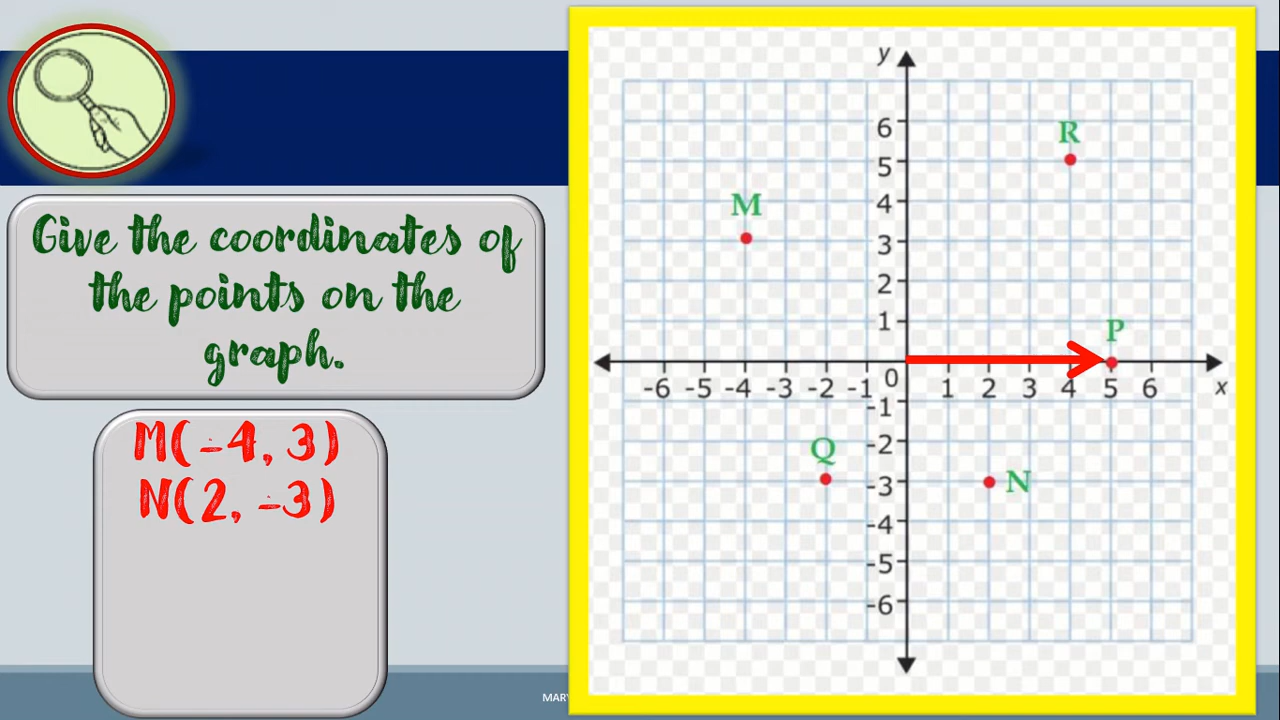 Give the coordinates of
the points on the
graph.
M(-4, 3)
N(2, -3)
MARY
y
6
5
4
3
2
1
0
-1
-2
-3
-4
-5
-6
-6 -5 -4 -3 -2 -1 1 2 3 4 5 6
x
R
M
P
Q
N